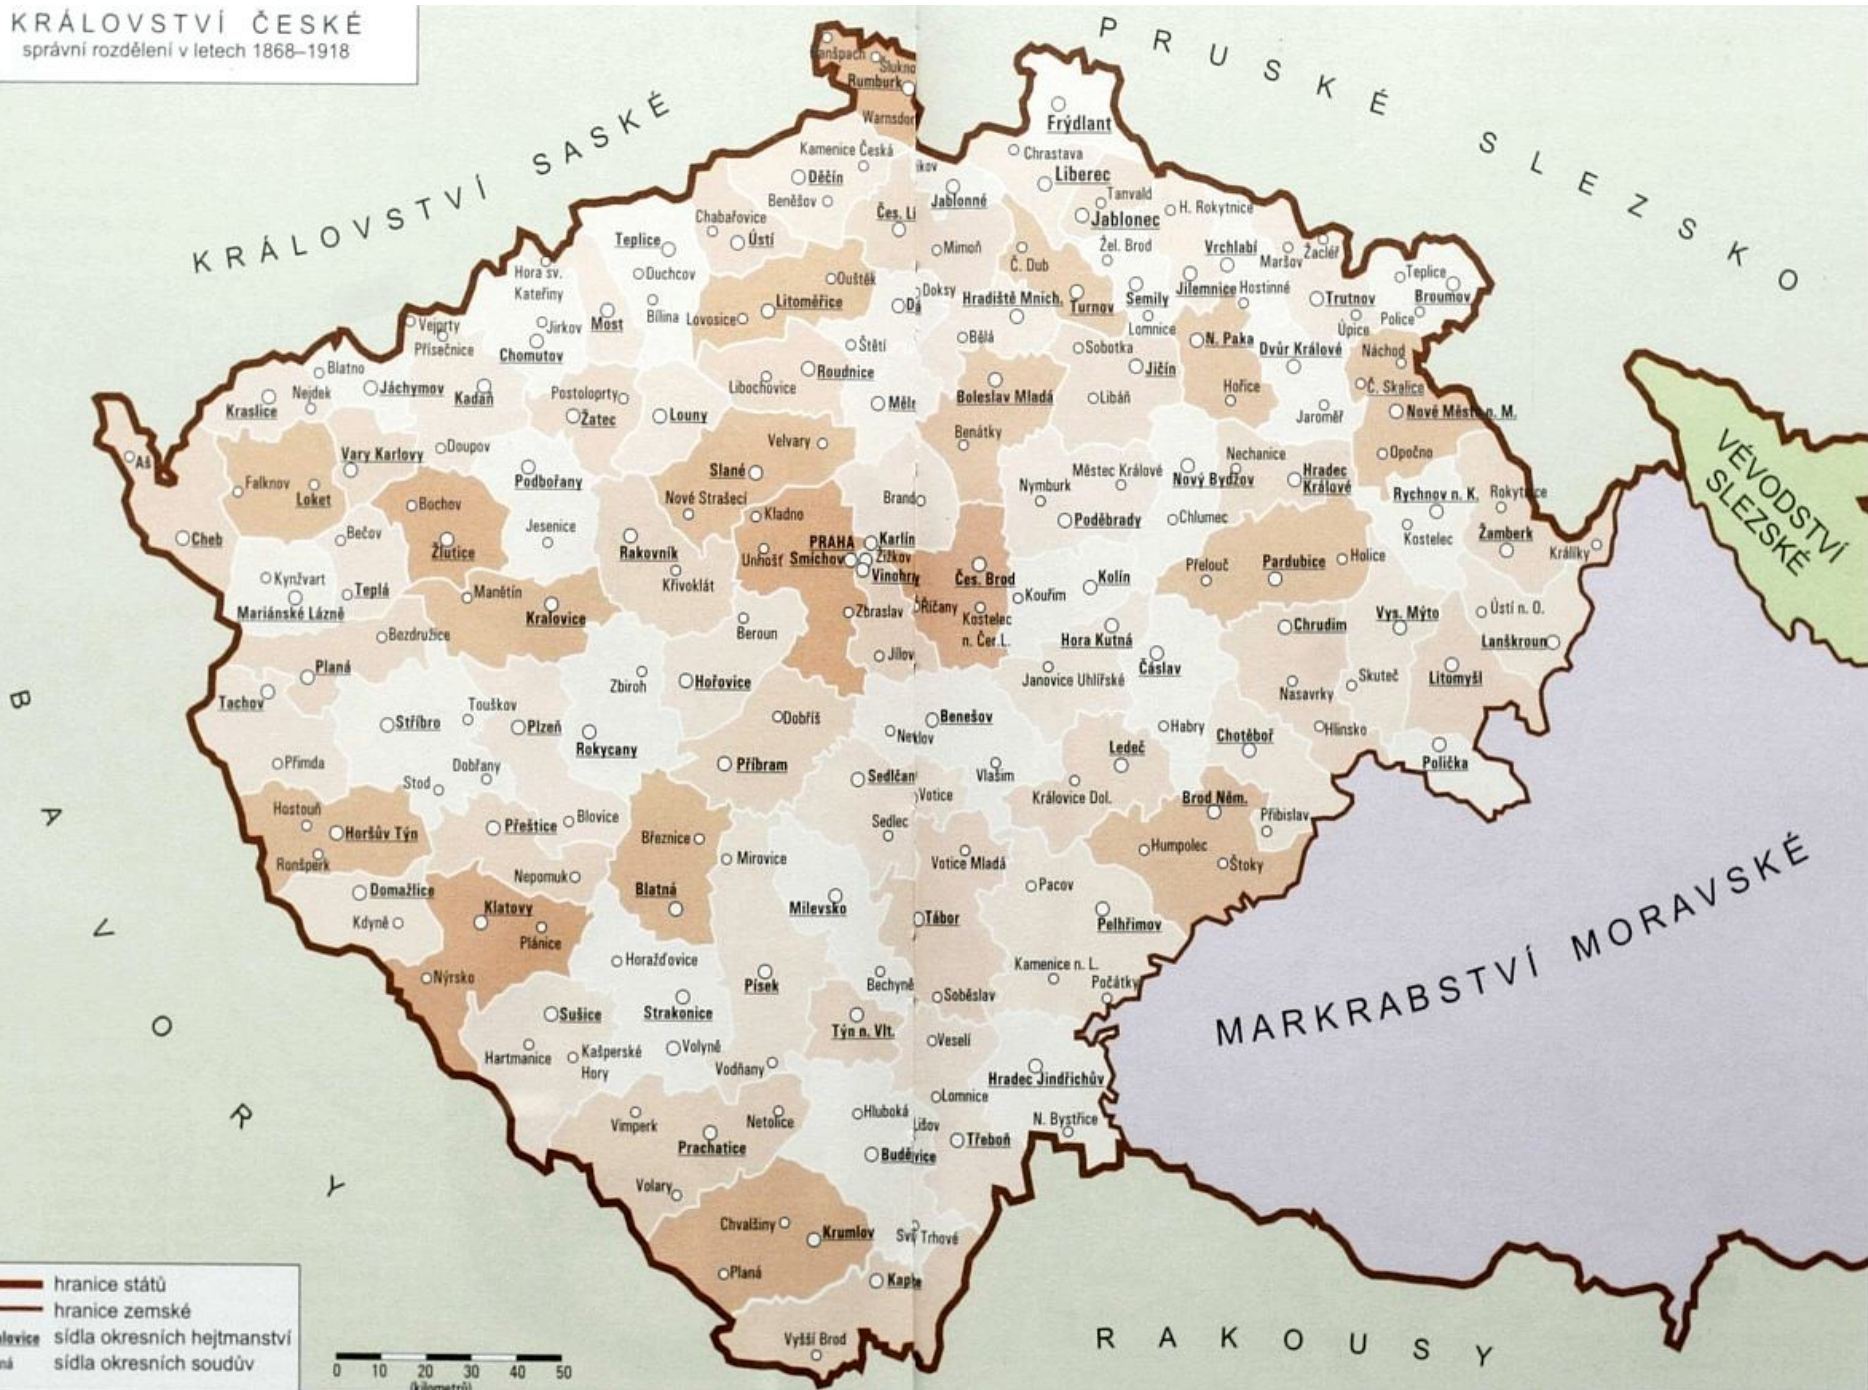 KRÁLOVSTVÍ ČESKÉ
správní rozdělení v letech 1868–1918
KRÁLOVSTVÍ SASKÉ
PRUSKÉ SLEZSKO
VÉVODSTVÍ
SLEZSKÉ
MARKRABSTVÍ MORAVSKÉ
BAVORY
RAKOUSY
Rumburk
Frýdlant
Kamenice Česká
Chrastava
Děčín
Liberec
Benešov
Jablonné
Tanvald
Jablonec
H. Rokytnice
Chabařovice
Ústí
Teplice
Mimoň
Č. Dub
Žel. Brod
Vrchlabí
Maršov
Žacléř
Teplice
Broumov
Hora sv.
Kateřiny
Duchcov
Bílina
Ouštěk
Litoměřice
Lovosice
Doksy
Hradiště Mnich.
Turnov
Semily
Jilemnice
Hostinné
Trutnov
Police
Vejprty
Přísečnice
Jirkov
Chomutov
Most
Štětí
Bělá
Sobotka
Lomnice
N. Paka
Dvůr Králové
Úpice
Náchod
Blatno
Nejdek
Jáchymov
Kraslice
Kadaň
Postoloprty
Žatec
Louny
Libochovice
Roudnice
Boleslav Mladá
Libáň
Jičín
Hořice
Jaroměř
Č. Skalice
Nové Město n. M.
Aš
Vary Karlovy
Doupov
Podbořany
Velvary
Slané
Benátky
Městec Králové
Nový Bydžov
Nechanice
Hradec
Králové
Opočno
Falknov
Loket
Bochov
Nové Strašecí
Kladno
Nymburk
Poděbrady
Chlumec
Rychnov n. K.
Rokytnice
Kostelec
Žamberk
Králíky
Cheb
Bečov
Žlutice
Jesenice
Rakovník
Křivoklát
Unhošť
PRAHA
Smíchov
Karlín
Žižkov
Čes. Brod
Kouřim
Kolín
Přelouč
Pardubice
Holice
Kynžvart
Mariánské Lázně
Teplá
Manětín
Kralovice
Beroun
Zbraslav
Říčany
Kostelec
n. Čer. L.
Hora Kutná
Čáslav
Chrudim
Vys. Mýto
Ústí n. O.
Lanškroun
Bezdružice
Planá
Tachov
Zbiroh
Hořovice
Jílov
Janovice Uhlířské
Nasavrky
Skuteč
Litomyšl
Stříbro
Touškov
Plzeň
Rokycany
Dobříš
Benešov
Habry
Chotěboř
Hlinsko
Polička
Přimda
Stod
Dobřany
Příbram
Vlašim
Ledeč
Královice Dol.
Votice
Brod Něm.
Přibislav
Hostouň
Horšův Týn
Ronšperk
Přeštice
Blovice
Březnice
Mirovice
Sedlec
Votice Mladá
Humpolec
Štoky
Domažlice
Kdyně
Nepomuk
Klatovy
Plánice
Blatná
Milevsko
Tábor
Pacov
Pelhřimov
Nýrsko
Horažďovice
Písek
Bechyně
Soběslav
Kamenice n. L.
Počátky
Sušice
Strakonice
Týn n. Vlt.
Veselí
Hartmanice
Kašperské
Hory
Volyně
Vodňany
Hradec Jindřichův
Vimperk
Prachatice
Netolice
Hluboká
Lomnice
N. Bystřice
Třeboň
Volary
Chvalšiny
Krumlov
Trhové
Planá
Vyšší Brod
hranice států
hranice zemské
sídla okresních hejtmanství
sídla okresních soudův
0 10 20 30 40 50